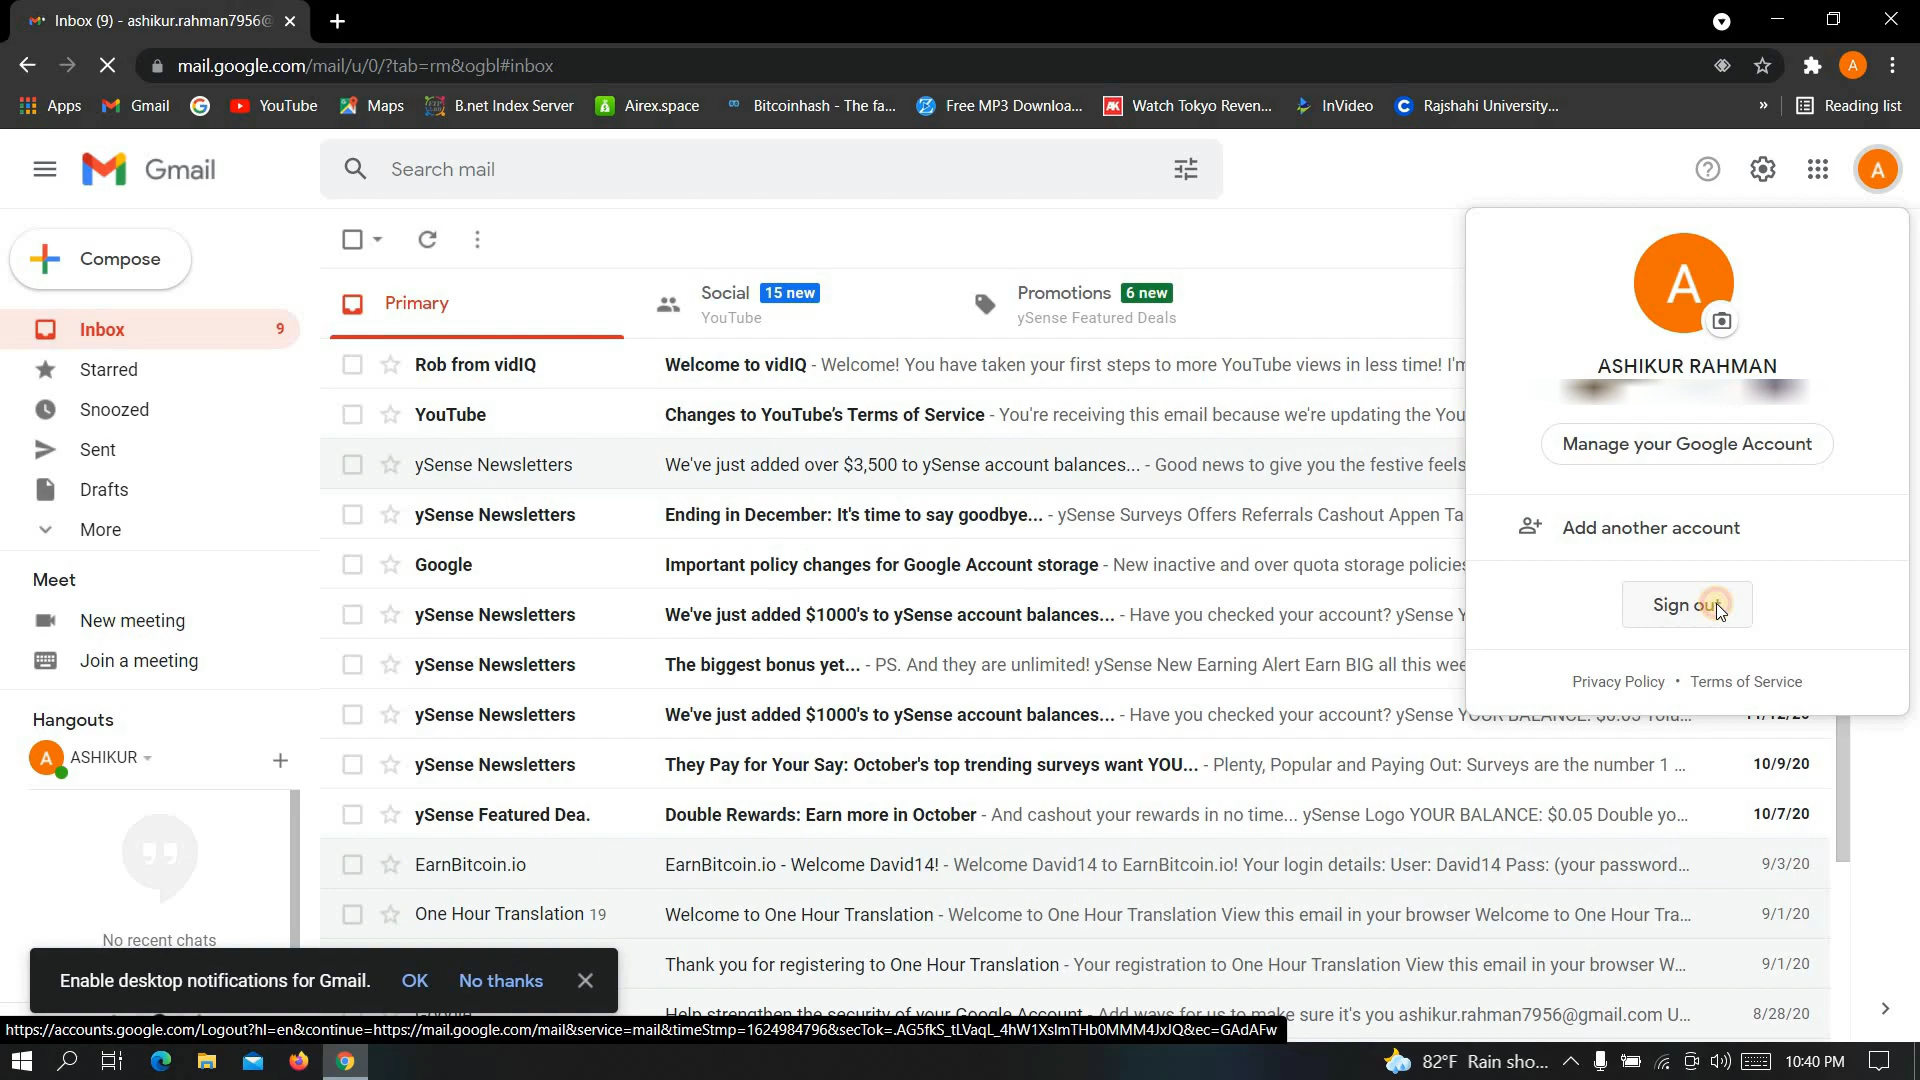 Inbox (9) - ashikur.rahman7956@
mail.google.com/mail/u/0/?tab=rm&ogbl#inbox
A
Apps
Gmail
YouTube
Maps
B.net Index Server
Airex.space
Bitcoinhash - The fa...
Free MP3 Downloa...
Watch Tokyo Reven...
InVideo
Rajshahi University,...
»
Reading list
Gmail
Search mail
A
Compose
Inbox 9
Starred
Snoozed
Sent
Drafts
More
Meet
New meeting
Join a meeting
Hangouts
A ASHIKUR
No recent chats
Primary
Social 15 new
YouTube
Promotions 6 new
ySense Featured Deals
Rob from vidIQ Welcome to vidIQ - Welcome! You have taken your first steps to more YouTube views in less time! I'm
YouTube Changes to YouTube's Terms of Service - You're receiving this email because we're updating the You
ySense Newsletters We've just added over $3,500 to ySense account balances... - Good news to give you the festive feels
ySense Newsletters Ending in December: It's time to say goodbye... - ySense Surveys Offers Referrals Cashout Appen Ta
Google Important policy changes for Google Account storage - New inactive and over quota storage policies
ySense Newsletters We've just added $1000's to ySense account balances... - Have you checked your account? ySense Y
ySense Newsletters The biggest bonus yet... - PS. And they are unlimited! ySense New Earning Alert Earn BIG all this wee
ySense Newsletters We've just added $1000's to ySense account balances... - Have you checked your account? ySense YOUR BALANCE: $0.05
ySense Newsletters They Pay for Your Say: October's top trending surveys want YOU... - Plenty, Popular and Paying Out: Surveys are the number 1 ... 10/9/20
ySense Featured Dea. Double Rewards: Earn more in October - And cashout your rewards in no time... ySense Logo YOUR BALANCE: $0.05 Double yo... 10/7/20
EarnBitcoin.io EarnBitcoin.io - Welcome David14! - Welcome David14 to EarnBitcoin.io! Your login details: User: David14 Pass: (your password... 9/3/20
One Hour Translation 19 Welcome to One Hour Translation - Welcome to One Hour Translation View this email in your browser Welcome to One Hour Tra... 9/1/20
Thank you for registering to One Hour Translation - Your registration to One Hour Translation View this email in your browser W... 9/1/20
Help strengthen the security of your Google Account - Add ways for us to make sure it's you ashikur.rahman7956@gmail.com U... 8/28/20
A
ASHIKUR RAHMAN
Manage your Google Account
Add another account
Sign out
Privacy Policy • Terms of Service
Enable desktop notifications for Gmail. OK No thanks
https://accounts.google.com/Logout?hl=en&continue=https://mail.google.com/mail&service=mail&timeStmp=1624984796&secTok=.AG5fkS_tLVaqL_4hW1XslmTHb0MMM4JxJQ&ec=GAdAFw
82°F Rain sho... 10:40 PM